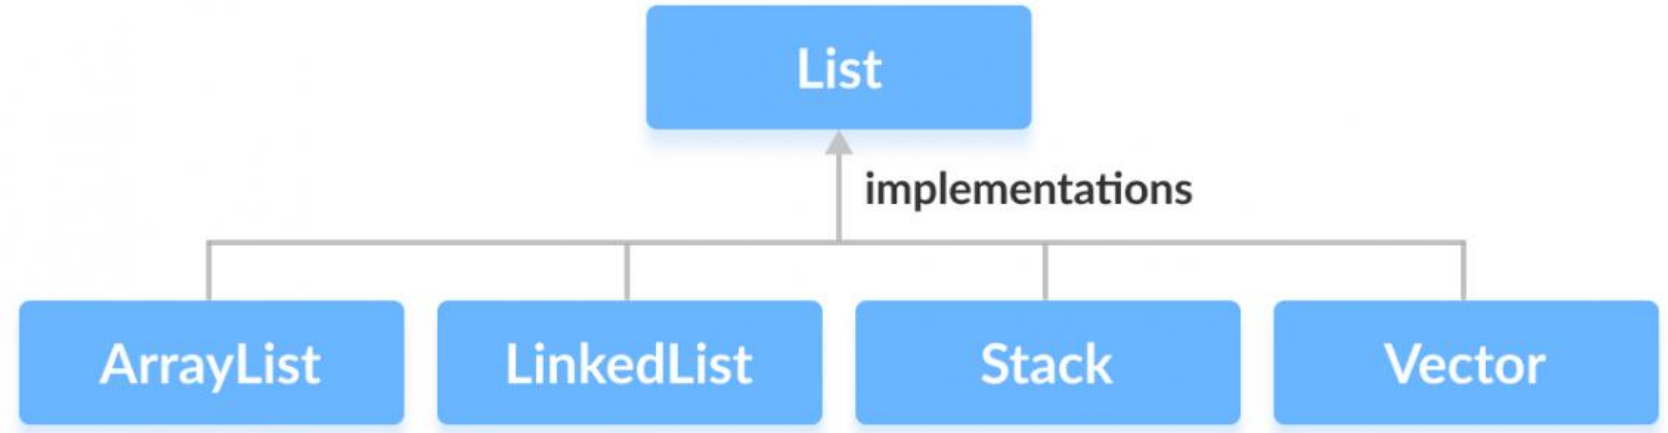 List
implementations
ArrayList
LinkedList
Stack
Vector